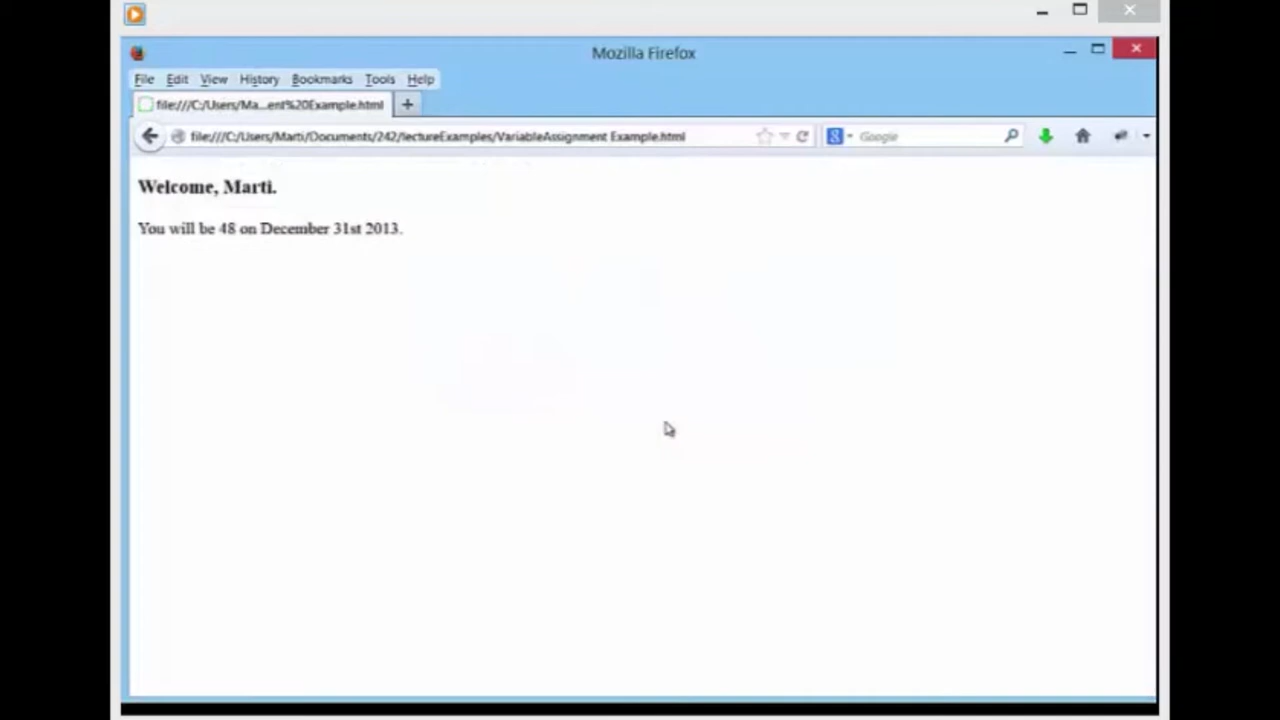 Mozilla Firefox
File Edit View History Bookmarks Tools Help
file:///C:/Users/Ma...ent%20Example.html +
file:///C:/Users/Marti/Documents/242/lectureExamples/VariableAssignment Example.html 8 Google
Welcome, Marti.
You will be 48 on December 31st 2013.